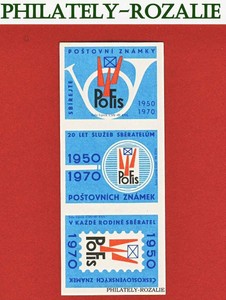 PHILATELY-ROZALIE
POŠTOVNÍ ZNÁMKY
SBÍREJTE
PoFis
1950
1970
20 LET SLUŽEB SBĚRATELŮM
1950
1970
PoFis
POŠTOVNÍCH ZNÁMEK
V KAŽDÉ RODINĚ SBĚRATEL
1970
PoFis
1950
ČESKOSLOVENSKÝCH ZNÁMEK
PHILATELY-ROZALIE